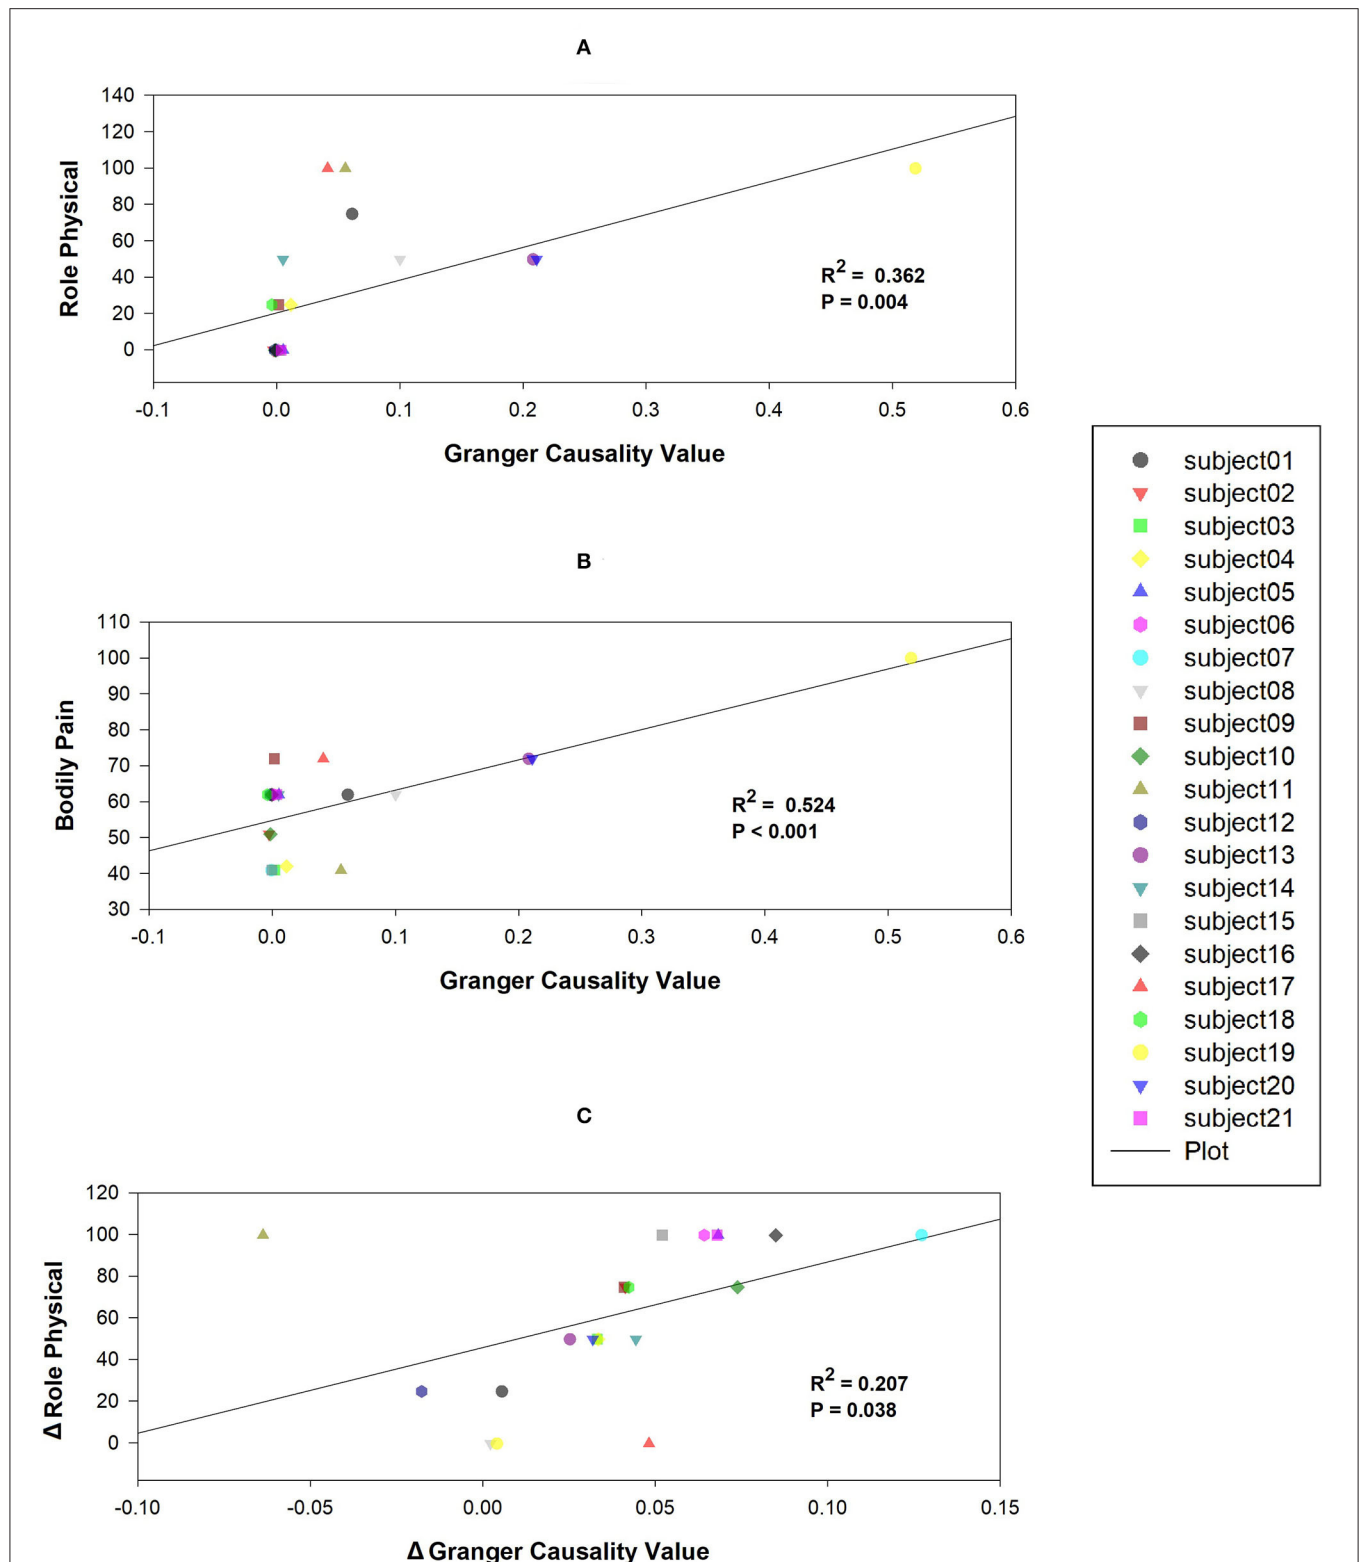 A
140
120
100
80
60
40
20
0
Role Physical
R2 = 0.362
P = 0.004
-0.1 0.0 0.1 0.2 0.3 0.4 0.5 0.6
Granger Causality Value
B
110
100
90
80
70
60
50
40
30
Bodily Pain
R2 = 0.524
P < 0.001
-0.1 0.0 0.1 0.2 0.3 0.4 0.5 0.6
Granger Causality Value
subject01
subject02
subject03
subject04
subject05
subject06
subject07
subject08
subject09
subject10
subject11
subject12
subject13
subject14
subject15
subject16
subject17
subject18
subject19
subject20
subject21
Plot
C
120
100
80
60
40
20
0
Δ Role Physical
R2 = 0.207
P = 0.038
-0.10 -0.05 0.00 0.05 0.10 0.15
Δ Granger Causality Value